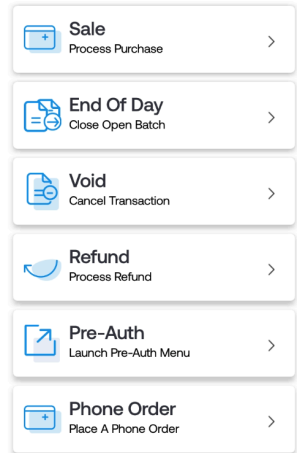 Sale
Process Purchase
End Of Day
Close Open Batch
Void
Cancel Transaction
Refund
Process Refund
Pre-Auth
Launch Pre-Auth Menu
Phone Order
Place A Phone Order